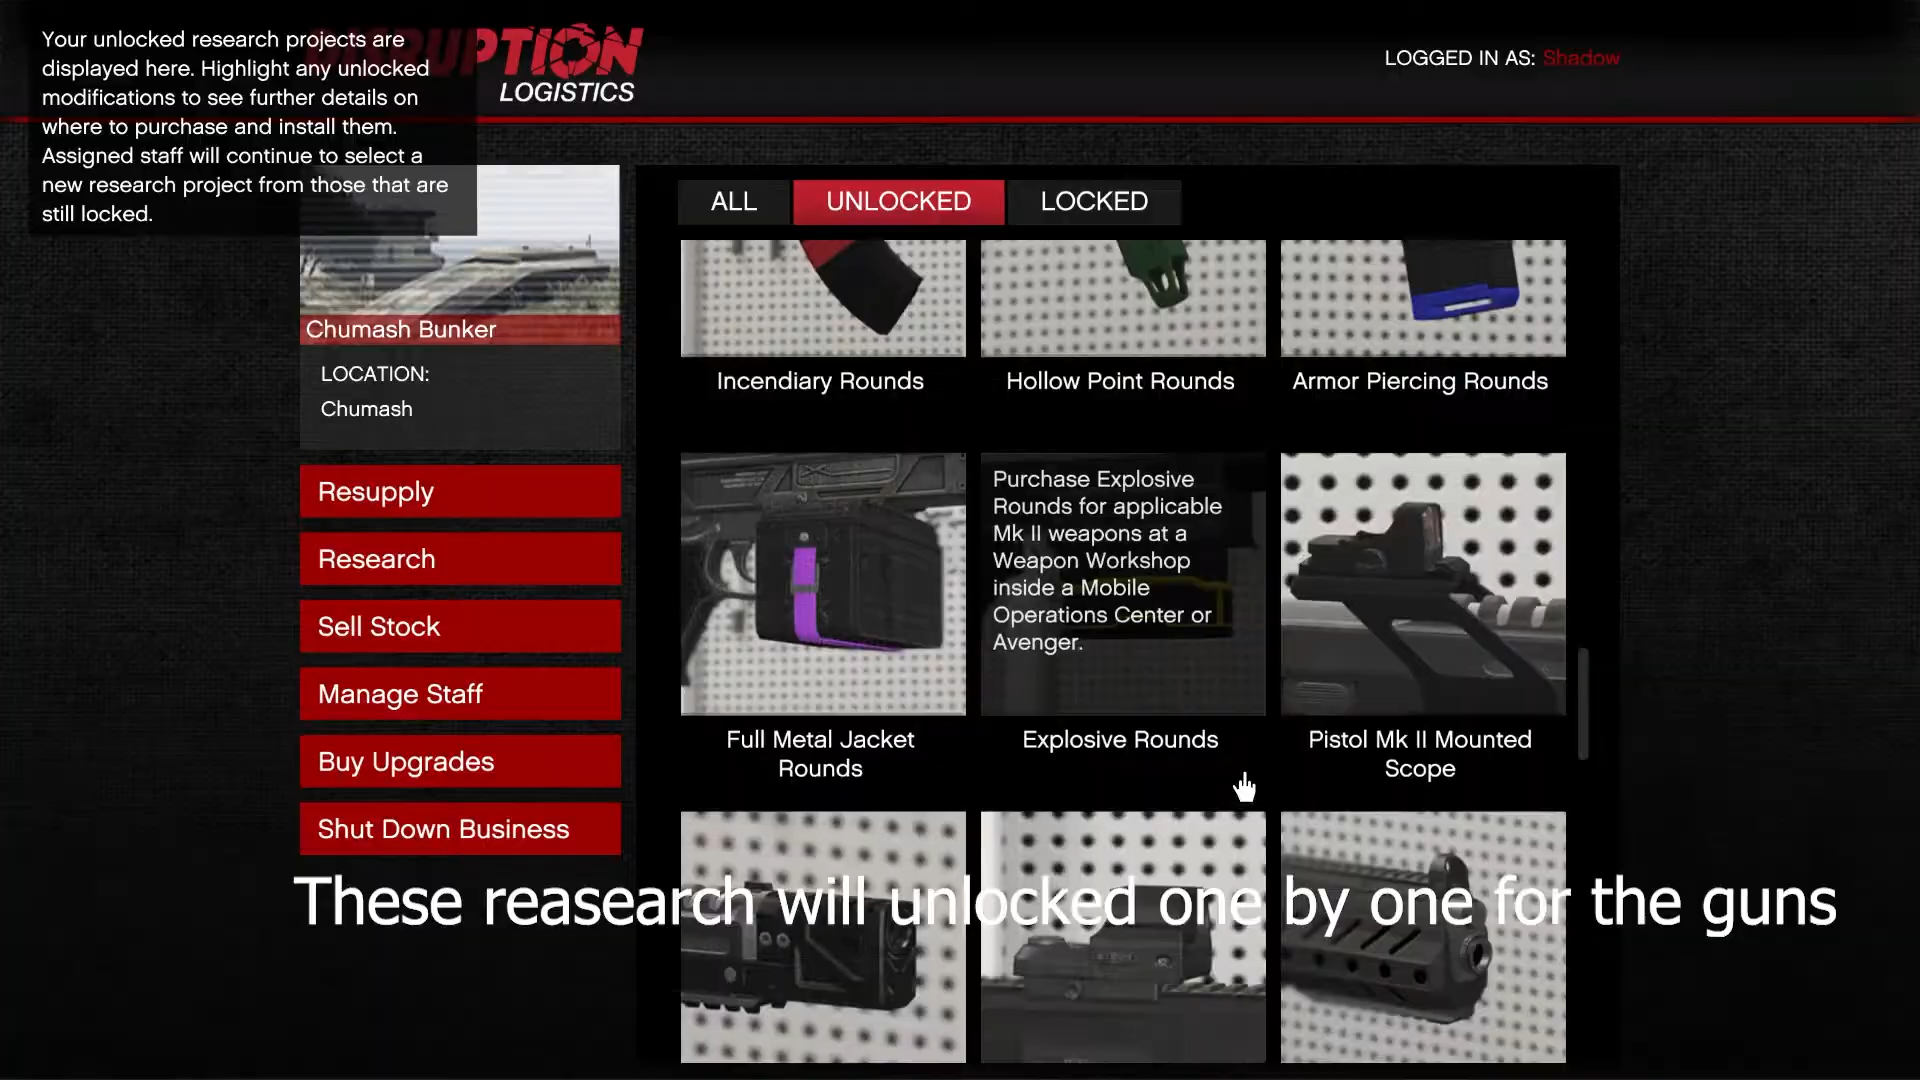 Your unlocked research projects are
displayed here. Highlight any unlocked
modifications to see further details on
where to purchase and install them.
Assigned staff will continue to select a
new research project from those that are
still locked.
RUPTION
LOGISTICS
LOGGED IN AS: Shadow
Chumash Bunker
LOCATION:
Chumash
Resupply
Research
Sell Stock
Manage Staff
Buy Upgrades
Shut Down Business
ALL
UNLOCKED
LOCKED
Incendiary Rounds
Hollow Point Rounds
Armor Piercing Rounds
Purchase Explosive
Rounds for applicable
Mk II weapons at a
Weapon Workshop
inside a Mobile
Operations Center or
Avenger.
Full Metal Jacket
Rounds
Explosive Rounds
Pistol Mk II Mounted
Scope
These reasearch will unlocked one by one for the guns